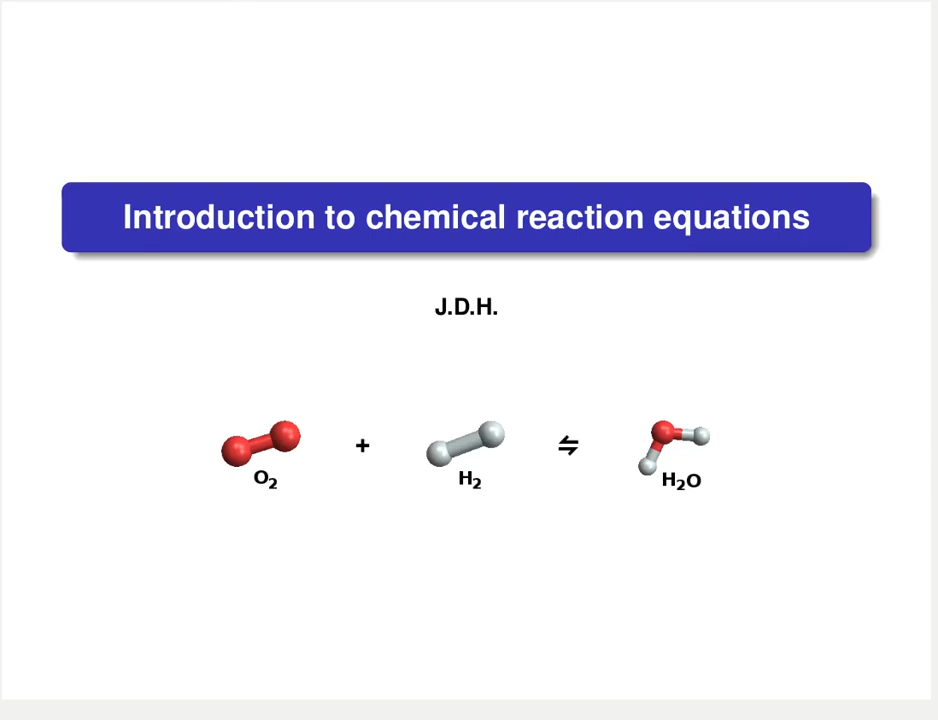 Introduction to chemical reaction equations
J.D.H.
+ ⇌
O₂ H₂ H₂O